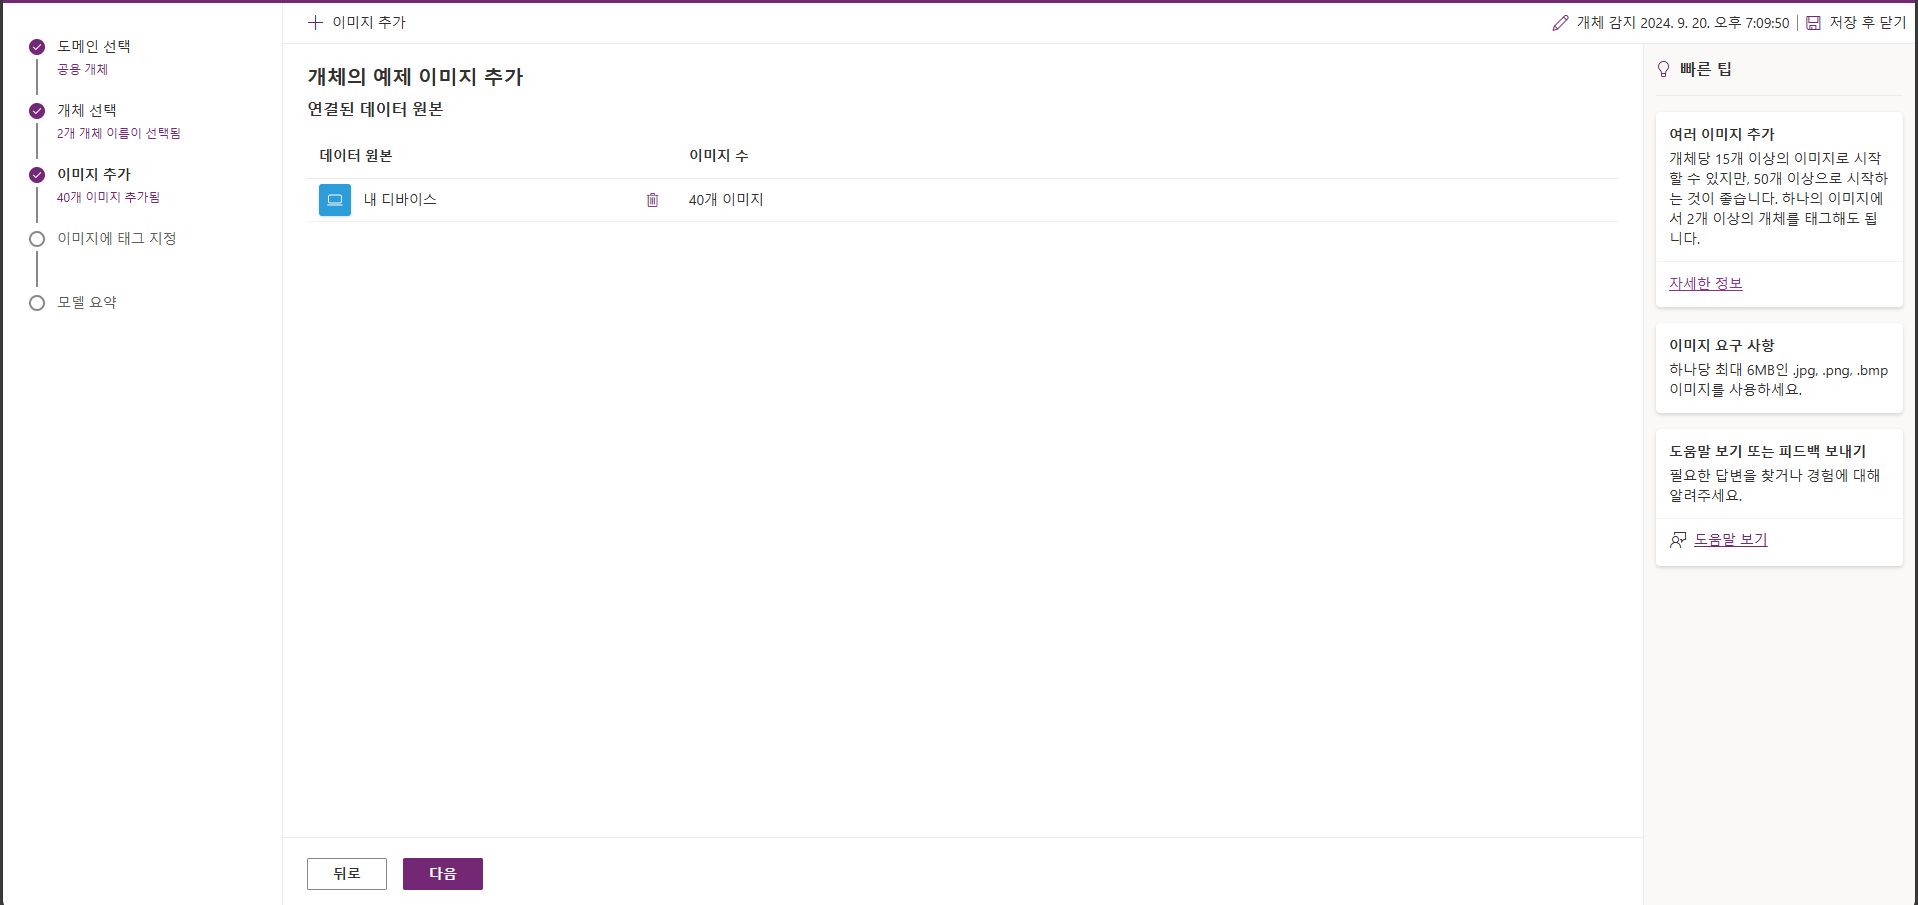 이미지 추가
개체 감지 2024. 9. 20. 오후 7:09:50
저장 후 닫기
도메인 선택
공용 개체
개체 선택
2개 개체 이름이 선택됨
이미지 추가
40개 이미지 추가됨
이미지에 태그 지정
모델 요약
개체의 예제 이미지 추가
연결된 데이터 원본
데이터 원본
이미지 수
내 디바이스
40개 이미지
뒤로
다음
빠른 팁
여러 이미지 추가
개체당 15개 이상의 이미지로 시작
할 수 있지만, 50개 이상으로 시작하
는 것이 좋습니다. 하나의 이미지에
서 2개 이상의 개체를 태그해도 됩
니다.
자세한 정보
이미지 요구 사항
하나당 최대 6MB인 .jpg, .png, .bmp
이미지를 사용하세요.
도움말 보기 또는 피드백 보내기
필요한 답변을 찾거나 경험에 대해
알려주세요.
도움말 보기